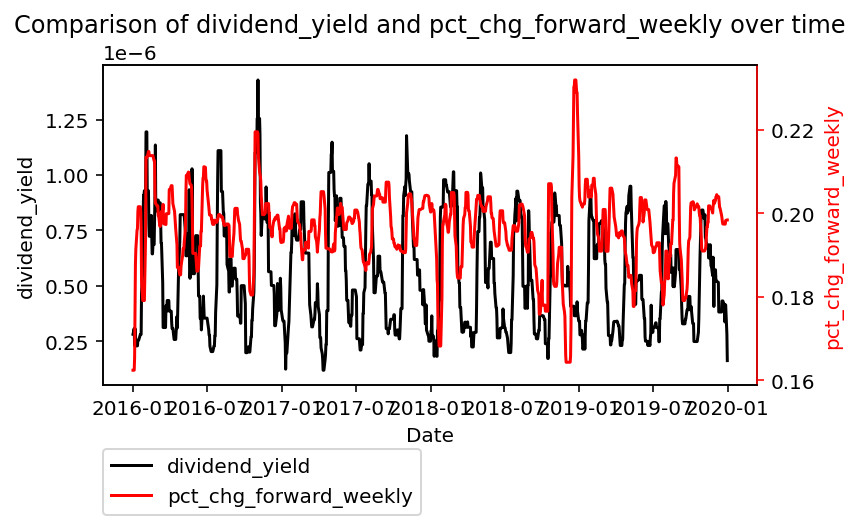 Comparison of dividend_yield and pct_chg_forward_weekly over time
1e−6
1.25
1.00
0.75
0.50
0.25
dividend_yield
0.22
0.20
0.18
0.16
pct_chg_forward_weekly
2016-01 2016-07 2017-01 2017-07 2018-01 2018-07 2019-01 2019-07 2020-01
Date
dividend_yield
pct_chg_forward_weekly